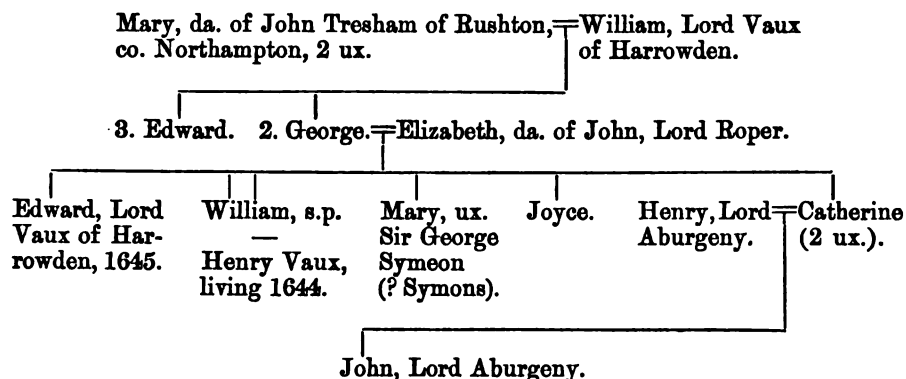 Mary, da. of John Tresham of Rushton,=William, Lord Vaux
co. Northampton, 2 ux. of Harrowden.
3. Edward. 2. George.=Elizabeth, da. of John, Lord Roper.
Edward, Lord
Vaux of Har-
rowden, 1645.
William, s.p.
—
Henry Vaux,
living 1644.
Mary, ux.
Sir George
Symeon
(? Symons).
Joyce.
Henry, Lord=Catherine
Aburgeny. (2 ux.).
John, Lord Aburgeny.